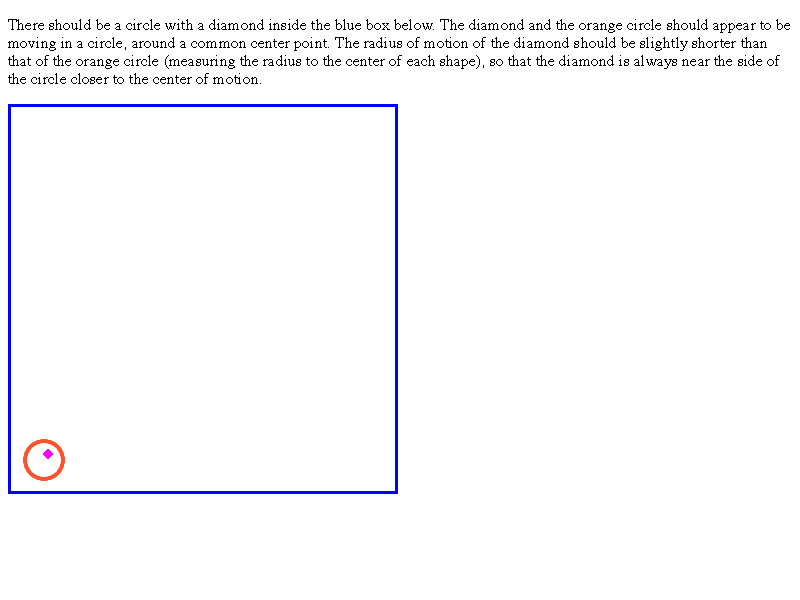 There should be a circle with a diamond inside the blue box below. The diamond and the orange circle should appear to be
moving in a circle, around a common center point. The radius of motion of the diamond should be slightly shorter than
that of the orange circle (measuring the radius to the center of each shape), so that the diamond is always near the side of
the circle closer to the center of motion.